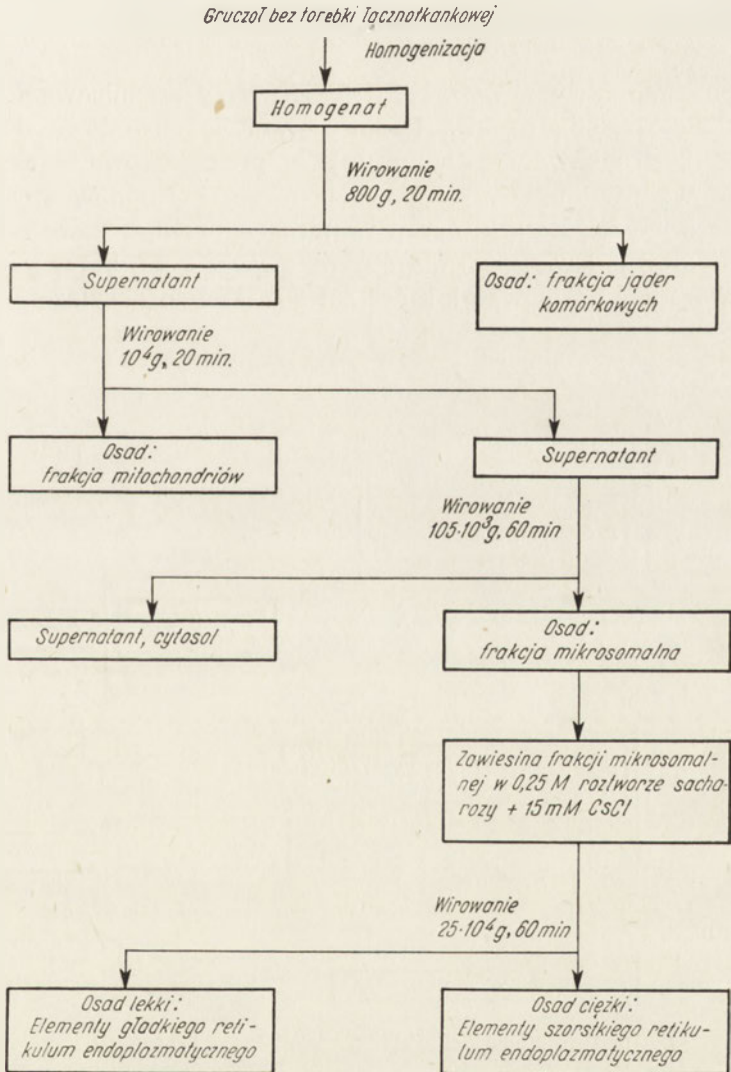 Gruczoł bez torebki łącznotkankowej
Homogenizacja
Homogenat
Wirowanie
800g, 20 min.
Supernatant
Osad: frakcja jąder
komórkowych
Wirowanie
10⁴g, 20 min.
Osad:
frakcja mitochondriów
Supernatant
Wirowanie
105·10³g, 60 min
Supernatant, cytosol
Osad:
frakcja mikrosomalna
Zawiesina frakcji mikrosomal-
nej w 0,25 M roztworze sacha-
rozy + 15 mM CsCl
Wirowanie
25·10⁴g, 60 min
Osad lekki:
Elementy gładkiego reti-
kulum endoplazmatycznego
Osad ciężki:
Elementy szorstkiego retiku-
lum endoplazmatycznego